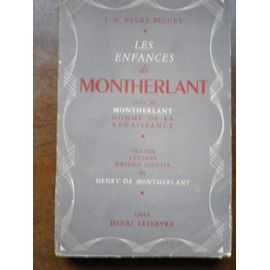 J.-N. FAURE-BIGUET
LES
ENFANCES
de
MONTHERLANT
suivi de
MONTHERLANT
HOMME DE LA
RENAISSANCE
TEXTES
LETTRES
DESSINS INÉDITS
de
HENRY DE MONTHERLANT
CHEZ
HENRI LEFEBVRE